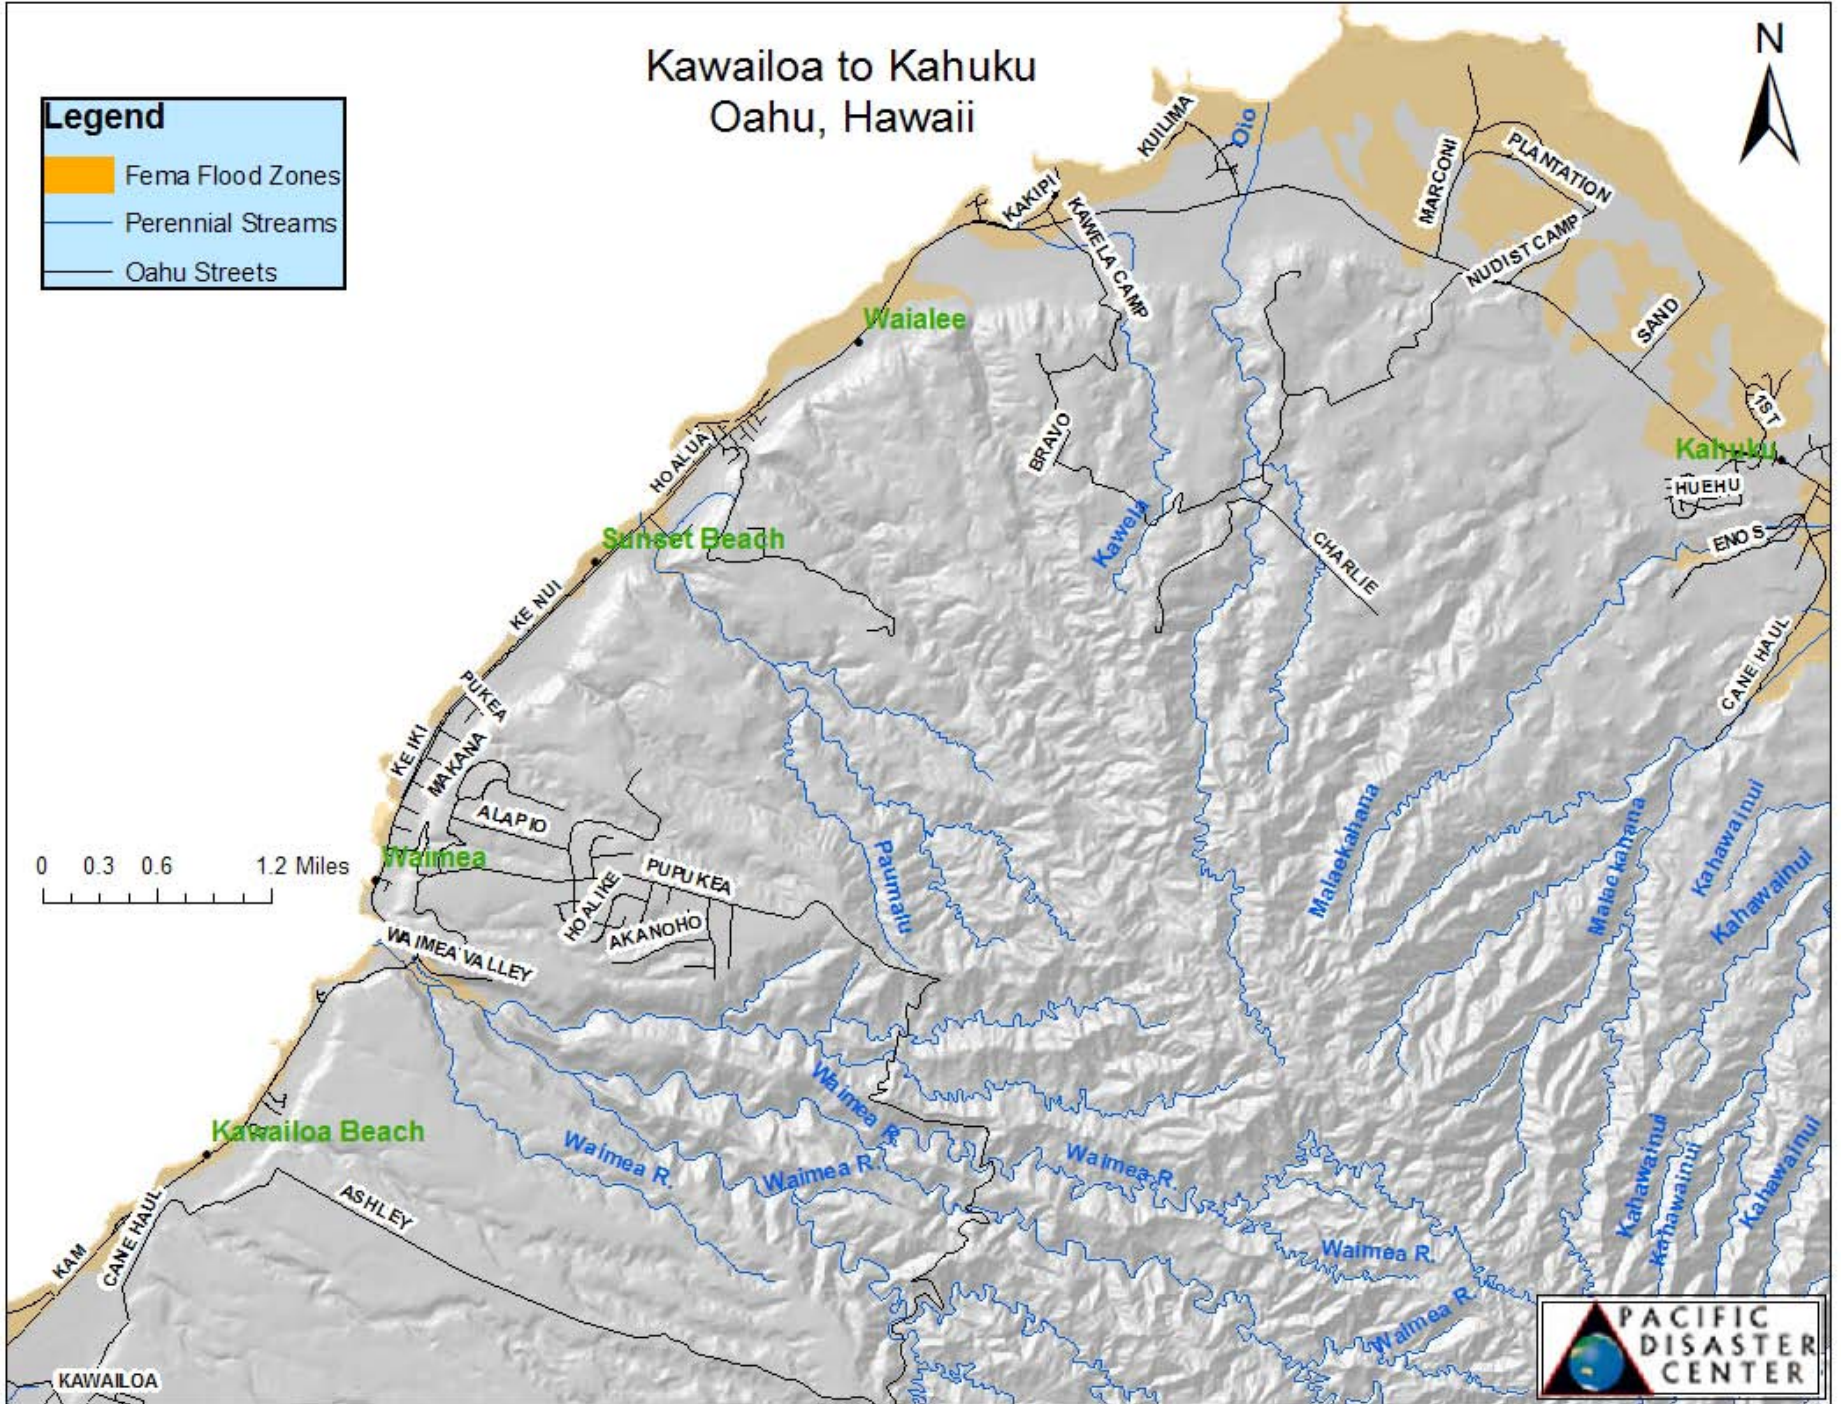 Kawailoa to Kahuku
Oahu, Hawaii
N
Legend
Fema Flood Zones
Perennial Streams
Oahu Streets
KUILIMA
Oio
MARCONI
PLANTATION
NUDIST CAMP
KAKIPI
KAWELA CAMP
SAND
Waialee
1ST
Kahuku
HUEHU
ENOS
BRAVO
HOALUA
Kawela
CHARLIE
Sunset Beach
KE NUI
CANE HAUL
PUKEA
KE IKI
MAKANA
ALAPIO
Waimea
0 0.3 0.6 1.2 Miles
PUPUKEA
HOALIKE
AKANOHO
Paumalu
Malaekahana
Malaekahana
Kahawainui
Kahawainui
WAIMEA VALLEY
Waimea R.
Waimea R.
Waimea R.
Waimea R.
Waimea R.
Waimea R.
Kahawainui
Kahawainui
Kahawainui
Kawailoa Beach
ASHLEY
CANE HAUL
KAM
KAWAILOA
PACIFIC
DISASTER
CENTER